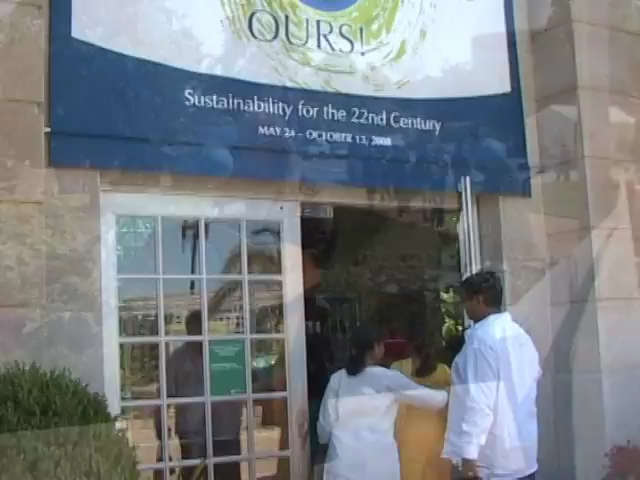 OURS!
Sustainability for the 22nd Century
MAY 24 – OCTOBER 13, 2008